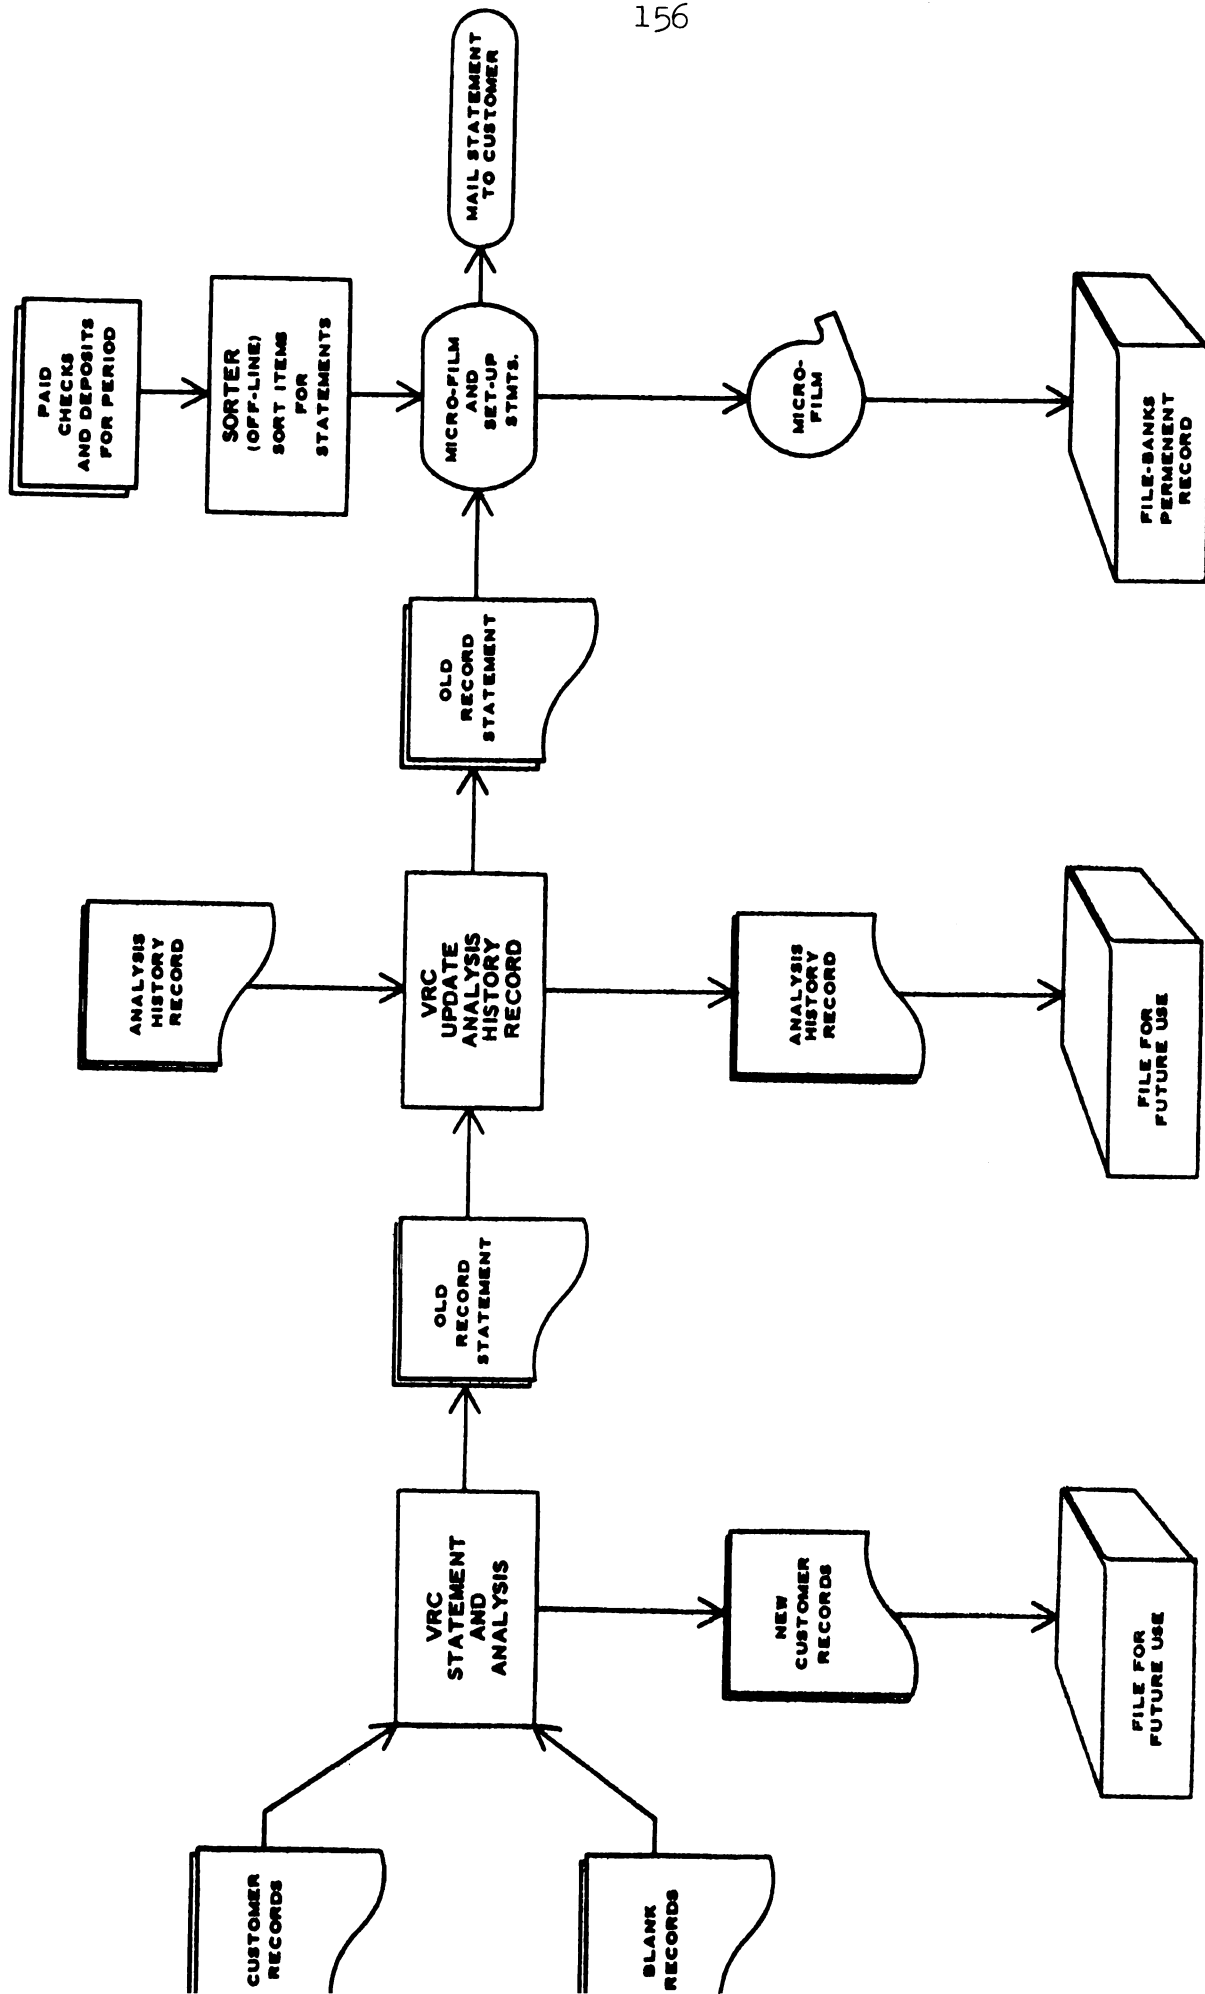 156
CUSTOMER
RECORDS
BLANK
RECORDS
VRC
STATEMENT
AND
ANALYSIS
NEW
CUSTOMER
RECORDS
FILE FOR
FUTURE USE
OLD
RECORD
STATEMENT
ANALYSIS
HISTORY
RECORD
VRC
UPDATE
ANALYSIS
HISTORY
RECORD
ANALYSIS
HISTORY
RECORD
FILE FOR
FUTURE USE
OLD
RECORD
STATEMENT
PAID
CHECKS
AND DEPOSITS
FOR PERIOD
SORTER
(OFF-LINE)
SORT ITEMS
FOR
STATEMENTS
MICRO-FILM
AND
SET-UP
STMTS.
MAIL STATEMENT
TO CUSTOMER
MICRO-
FILM
FILE-BANKS
PERMENENT
RECORD